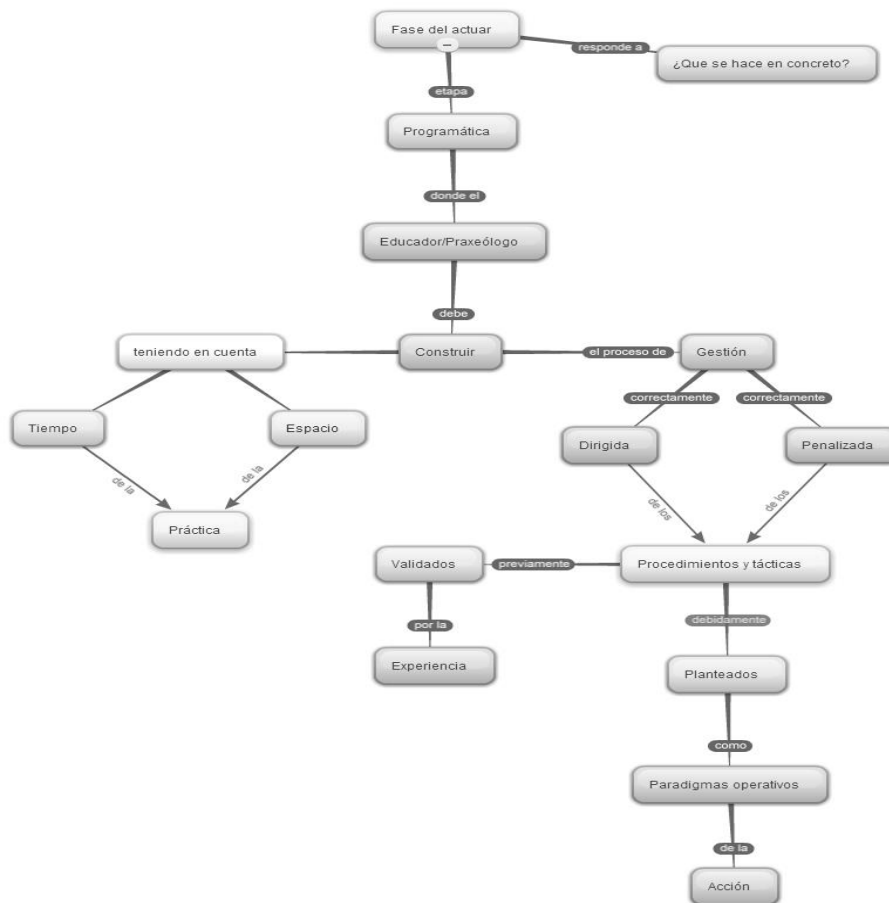 Fase del actuar
responde a
¿Que se hace en concreto?
etapa
Programática
donde el
Educador/Praxeólogo
debe
teniendo en cuenta
Construir
el proceso de
Gestión
correctamente
correctamente
Tiempo
Espacio
Dirigida
Penalizada
de la
de la
de los
de los
Práctica
Validados
previamente
Procedimientos y tácticas
por la
debidamente
Experiencia
Planteados
como
Paradigmas operativos
de la
Acción